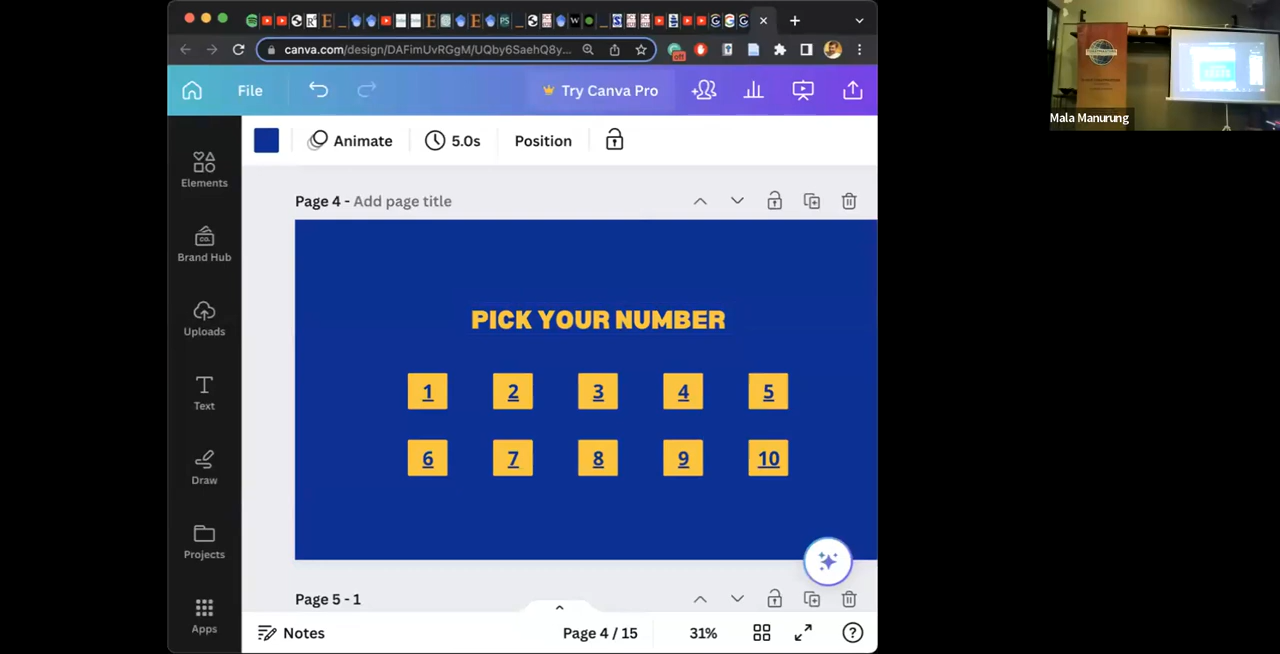 canva.com/design/DAFimUvRGgM/UQby6SaehQ8y...
File
Try Canva Pro
Animate
5.0s
Position
Elements
Brand Hub
Uploads
Text
Draw
Projects
Apps
Page 4 - Add page title
PICK YOUR NUMBER
1 2 3 4 5
6 7 8 9 10
Page 5 - 1
Notes
Page 4 / 15
31%
Mala Manurung